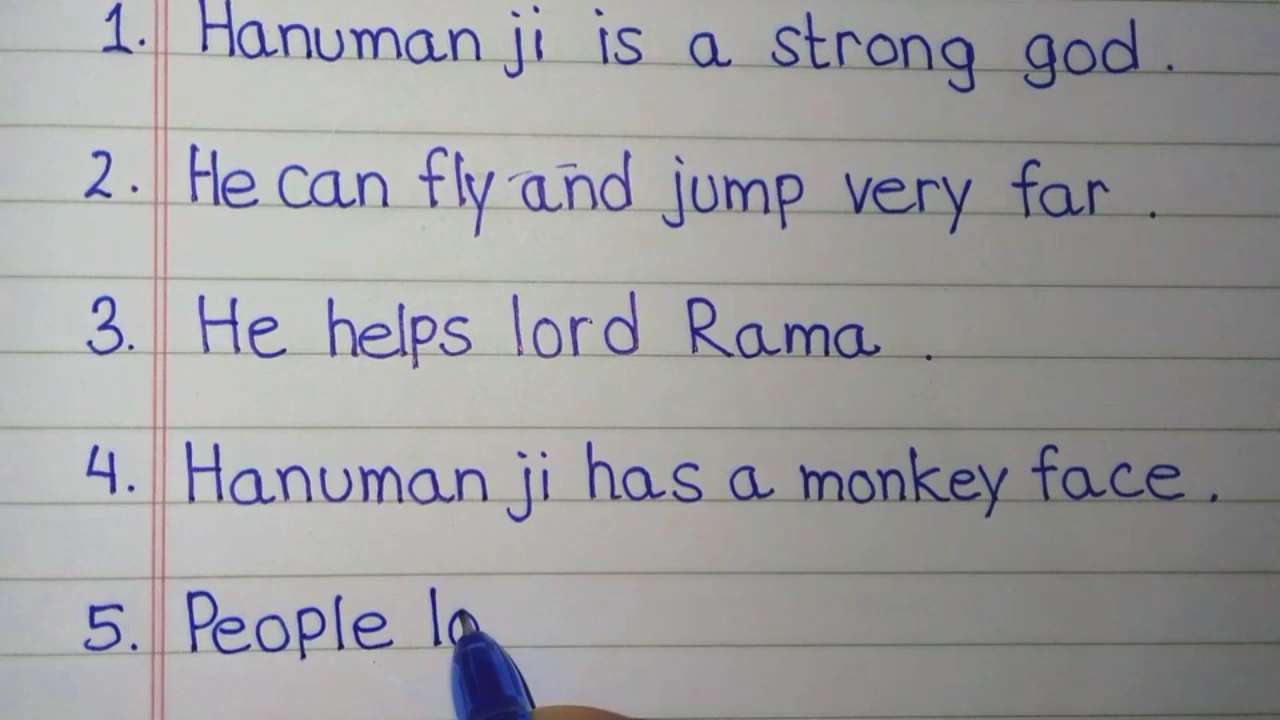 1. Hanuman ji is a strong god.
2. He can fly and jump very far.
3. He helps lord Rama.
4. Hanuman ji has a monkey face.
5. People lo